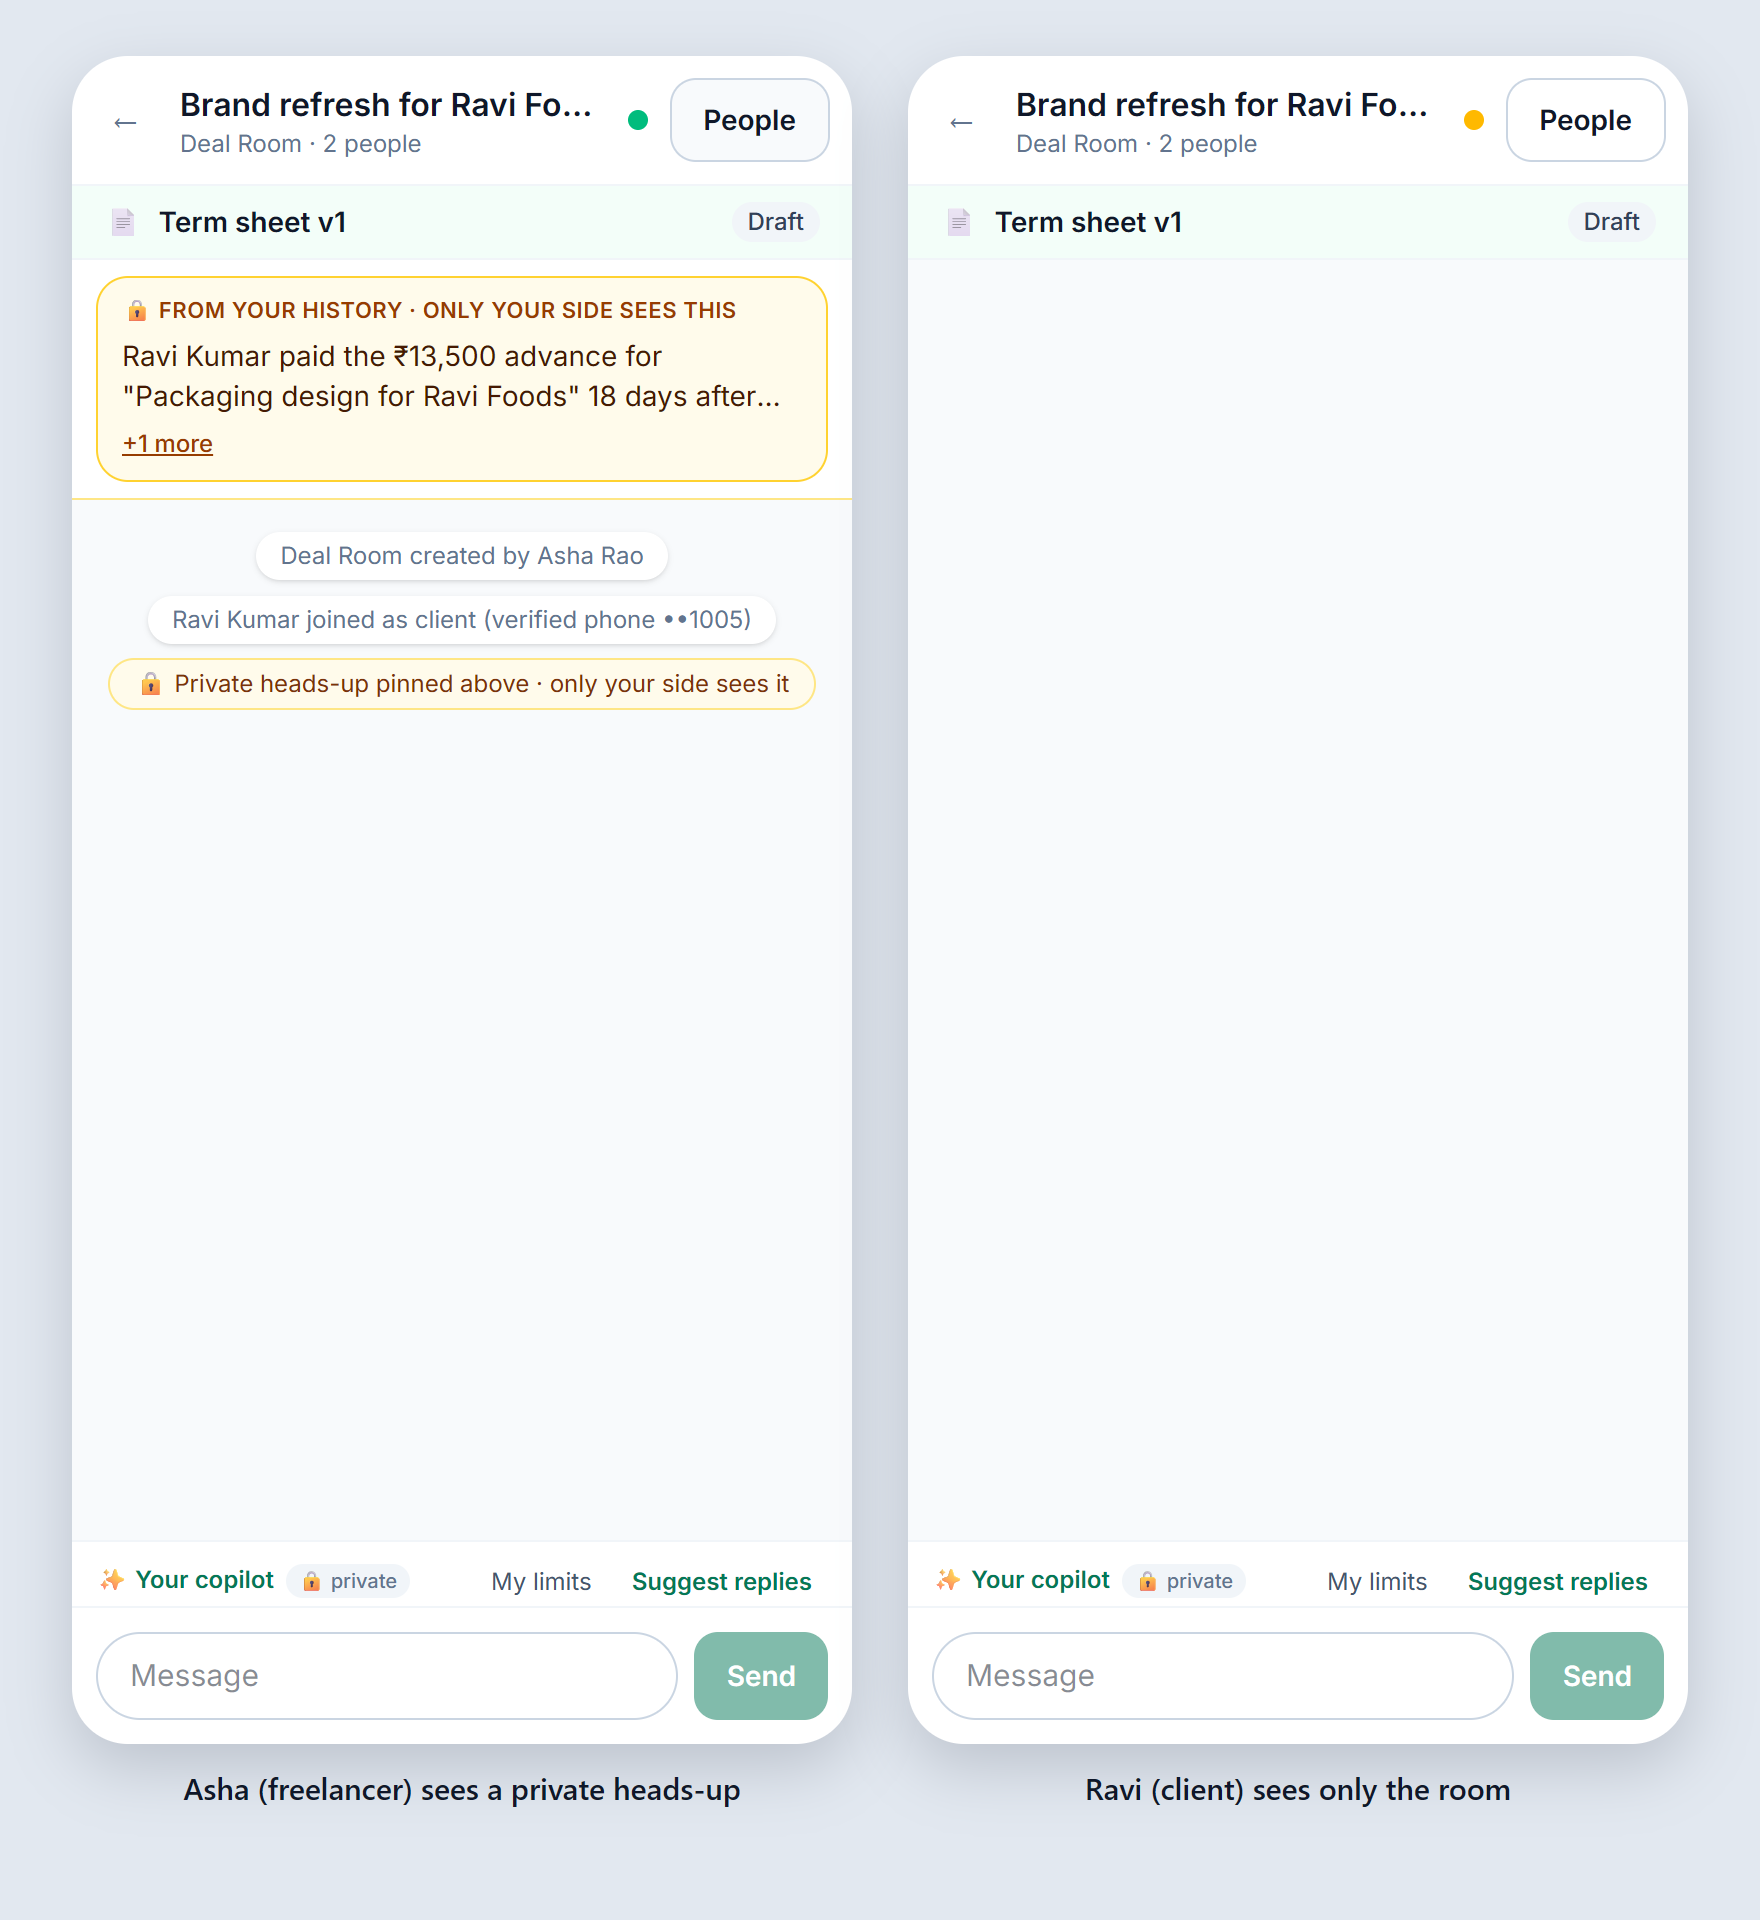 ←
Brand refresh for Ravi Fo...
Deal Room · 2 people
People
Term sheet v1
Draft
🔒 FROM YOUR HISTORY · ONLY YOUR SIDE SEES THIS
Ravi Kumar paid the ₹13,500 advance for
"Packaging design for Ravi Foods" 18 days after...
+1 more
Deal Room created by Asha Rao
Ravi Kumar joined as client (verified phone ••1005)
🔒 Private heads-up pinned above · only your side sees it
✨ Your copilot
🔒 private
My limits
Suggest replies
Message
Send
Asha (freelancer) sees a private heads-up
←
Brand refresh for Ravi Fo...
Deal Room · 2 people
People
Term sheet v1
Draft
✨ Your copilot
🔒 private
My limits
Suggest replies
Message
Send
Ravi (client) sees only the room